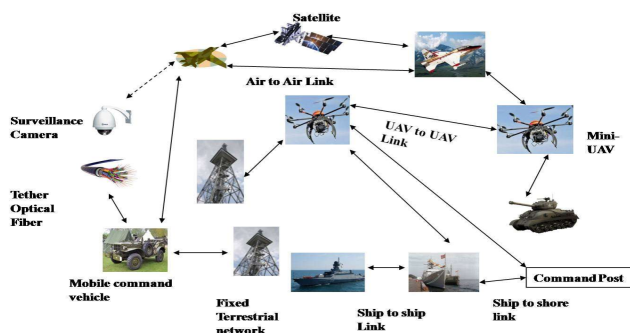 Satellite
Air to Air Link
Surveillance
Camera
UAV to UAV
Link
Mini-
UAV
Tether
Optical
Fiber
Mobile command
vehicle
Fixed
Terrestrial
network
Ship to ship
Link
Ship to shore
link
Command Post